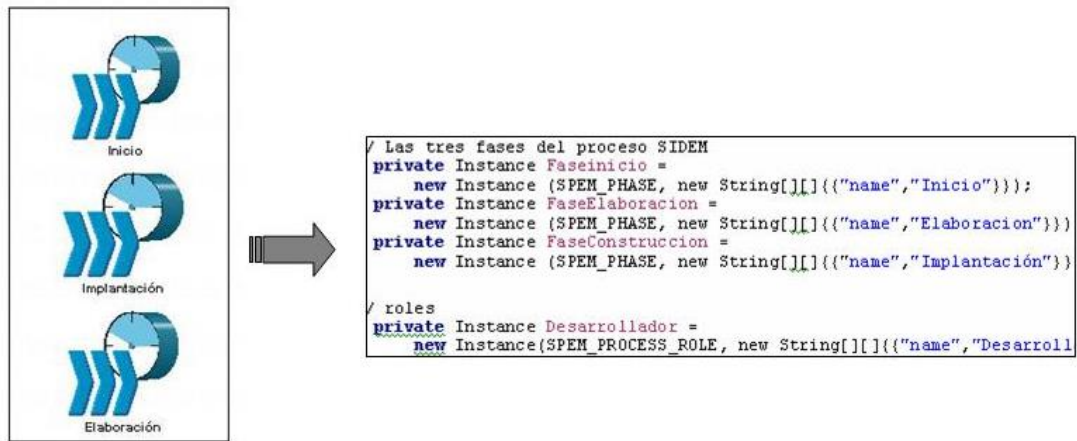 Inicio
Implantación
Elaboración
/ Las tres fases del proceso SIDEM
private Instance Faseinicio =
new Instance (SPEM_PHASE, new String[][]{{"name","Inicio"}});
private Instance FaseElaboracion =
new Instance (SPEM_PHASE, new String[][]{{"name","Elaboracion"}})
private Instance FaseConstruccion =
new Instance (SPEM_PHASE, new String[][]{{"name","Implantación"}}
/ roles
private Instance Desarrollador =
new Instance(SPEM_PROCESS_ROLE, new String[][]{{"name","Desarroll